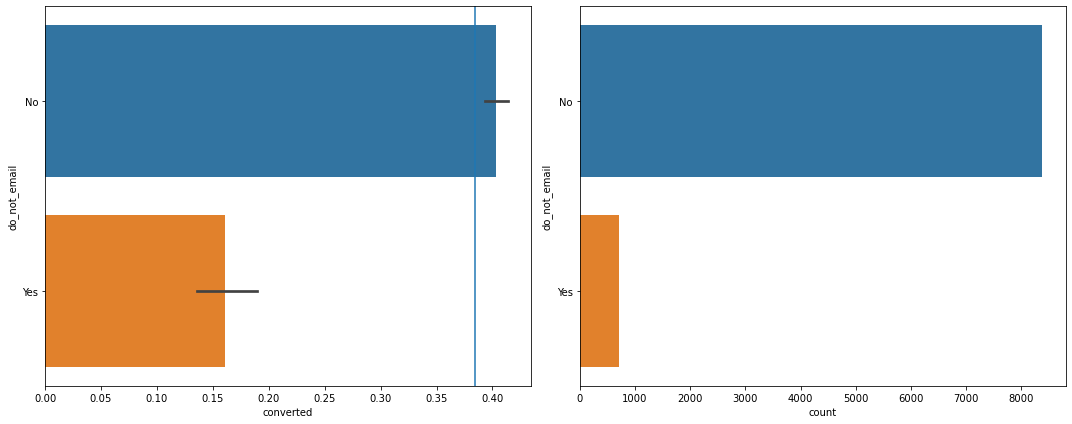 do_not_email
No
Yes
0.00 0.05 0.10 0.15 0.20 0.25 0.30 0.35 0.40
converted
do_not_email
No
Yes
0 1000 2000 3000 4000 5000 6000 7000 8000
count